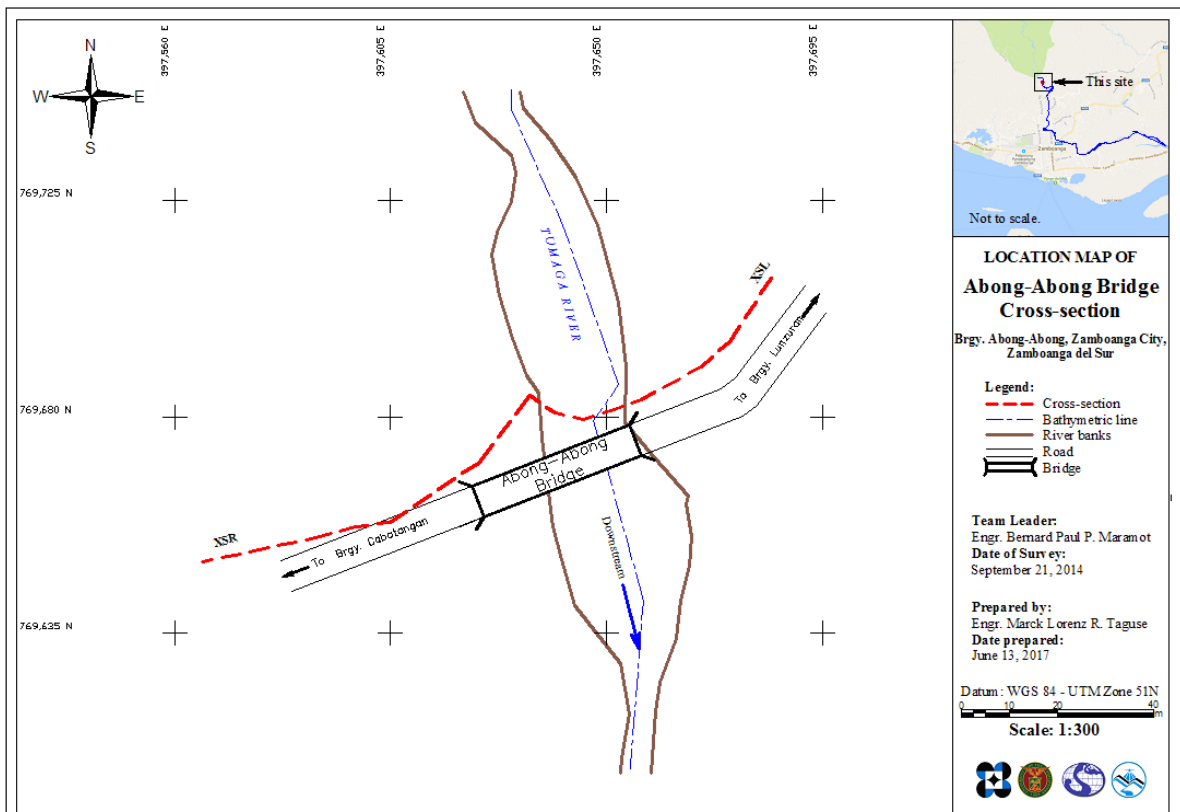 397,560 E
397,605 E
397,650 E
397,695 E
N
W
E
S
769,725 N
769,680 N
769,635 N
TUMAGA RIVER
XSL
XSR
To Brgy. Lunzuran
Abong-Abong
Bridge
To Brgy. Cabatangan
Downstream
This site
Zamboanga
Not to scale.
LOCATION MAP OF
Abong-Abong Bridge
Cross-section
Brgy. Abong-Abong, Zamboanga City,
Zamboanga del Sur
Legend:
Cross-section
Bathymetric line
River banks
Road
Bridge
Team Leader:
Engr. Bernard Paul P. Maramot
Date of Survey:
September 21, 2014
Prepared by:
Engr. Marck Lorenz R. Taguse
Date prepared:
June 13, 2017
Datum : WGS 84 - UTM Zone 51N
0 10 20 40
m
Scale: 1:300